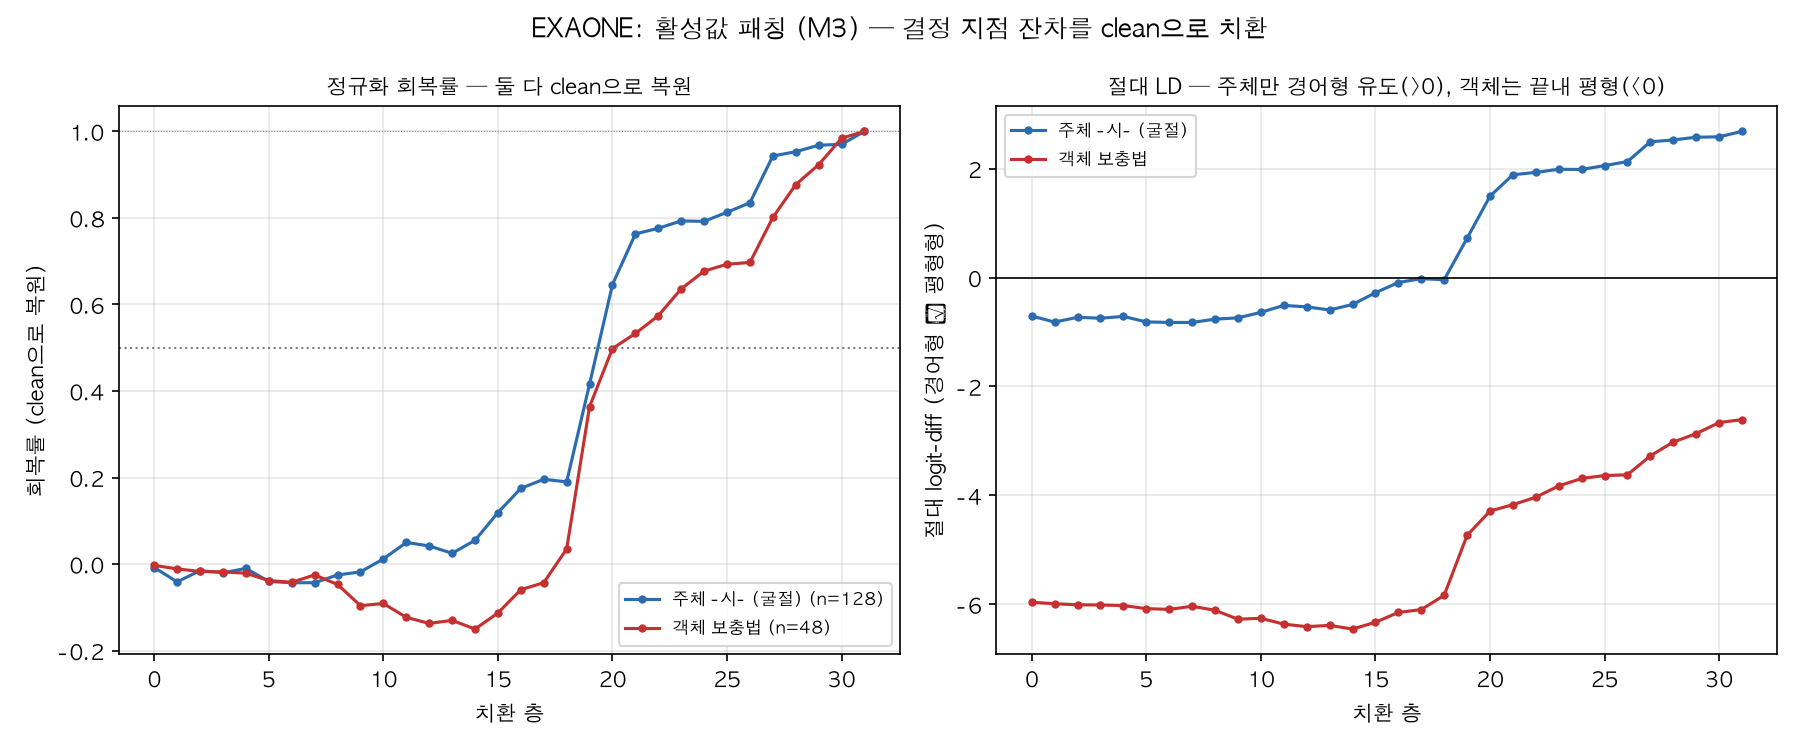 EXAONE: 활성값 패칭 (M3) — 결정 지점 잔차를 clean으로 치환
정규화 회복률 — 둘 다 clean으로 복원
회복률 (clean으로 복원)
1.0
0.8
0.6
0.4
0.2
0.0
-0.2
주체 -시- (굴절) (n=128)
객체 보충법 (n=48)
0 5 10 15 20 25 30
치환 층
절대 LD — 주체만 경어형 유도(〉0), 객체는 끝내 평형(〈0)
주체 -시- (굴절)
객체 보충법
절대 logit-diff (경어형 평형형)
2
0
-2
-4
-6
0 5 10 15 20 25 30
치환 층